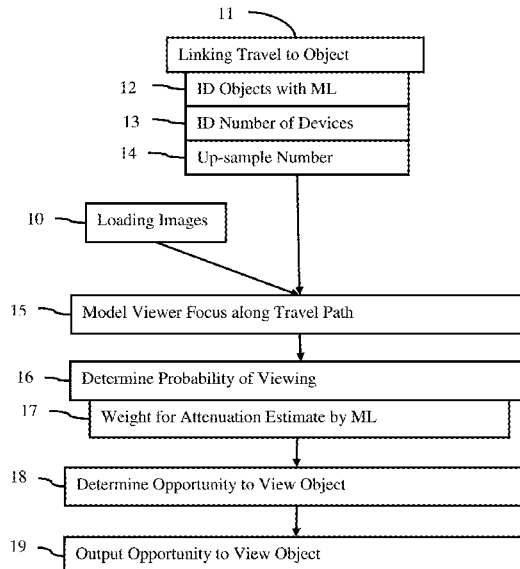 11
Linking Travel to Object
12
ID Objects with ML
13
ID Number of Devices
14
Up-sample Number
10
Loading Images
15
Model Viewer Focus along Travel Path
16
Determine Probability of Viewing
17
Weight for Attenuation Estimate by ML
18
Determine Opportunity to View Object
19
Output Opportunity to View Object